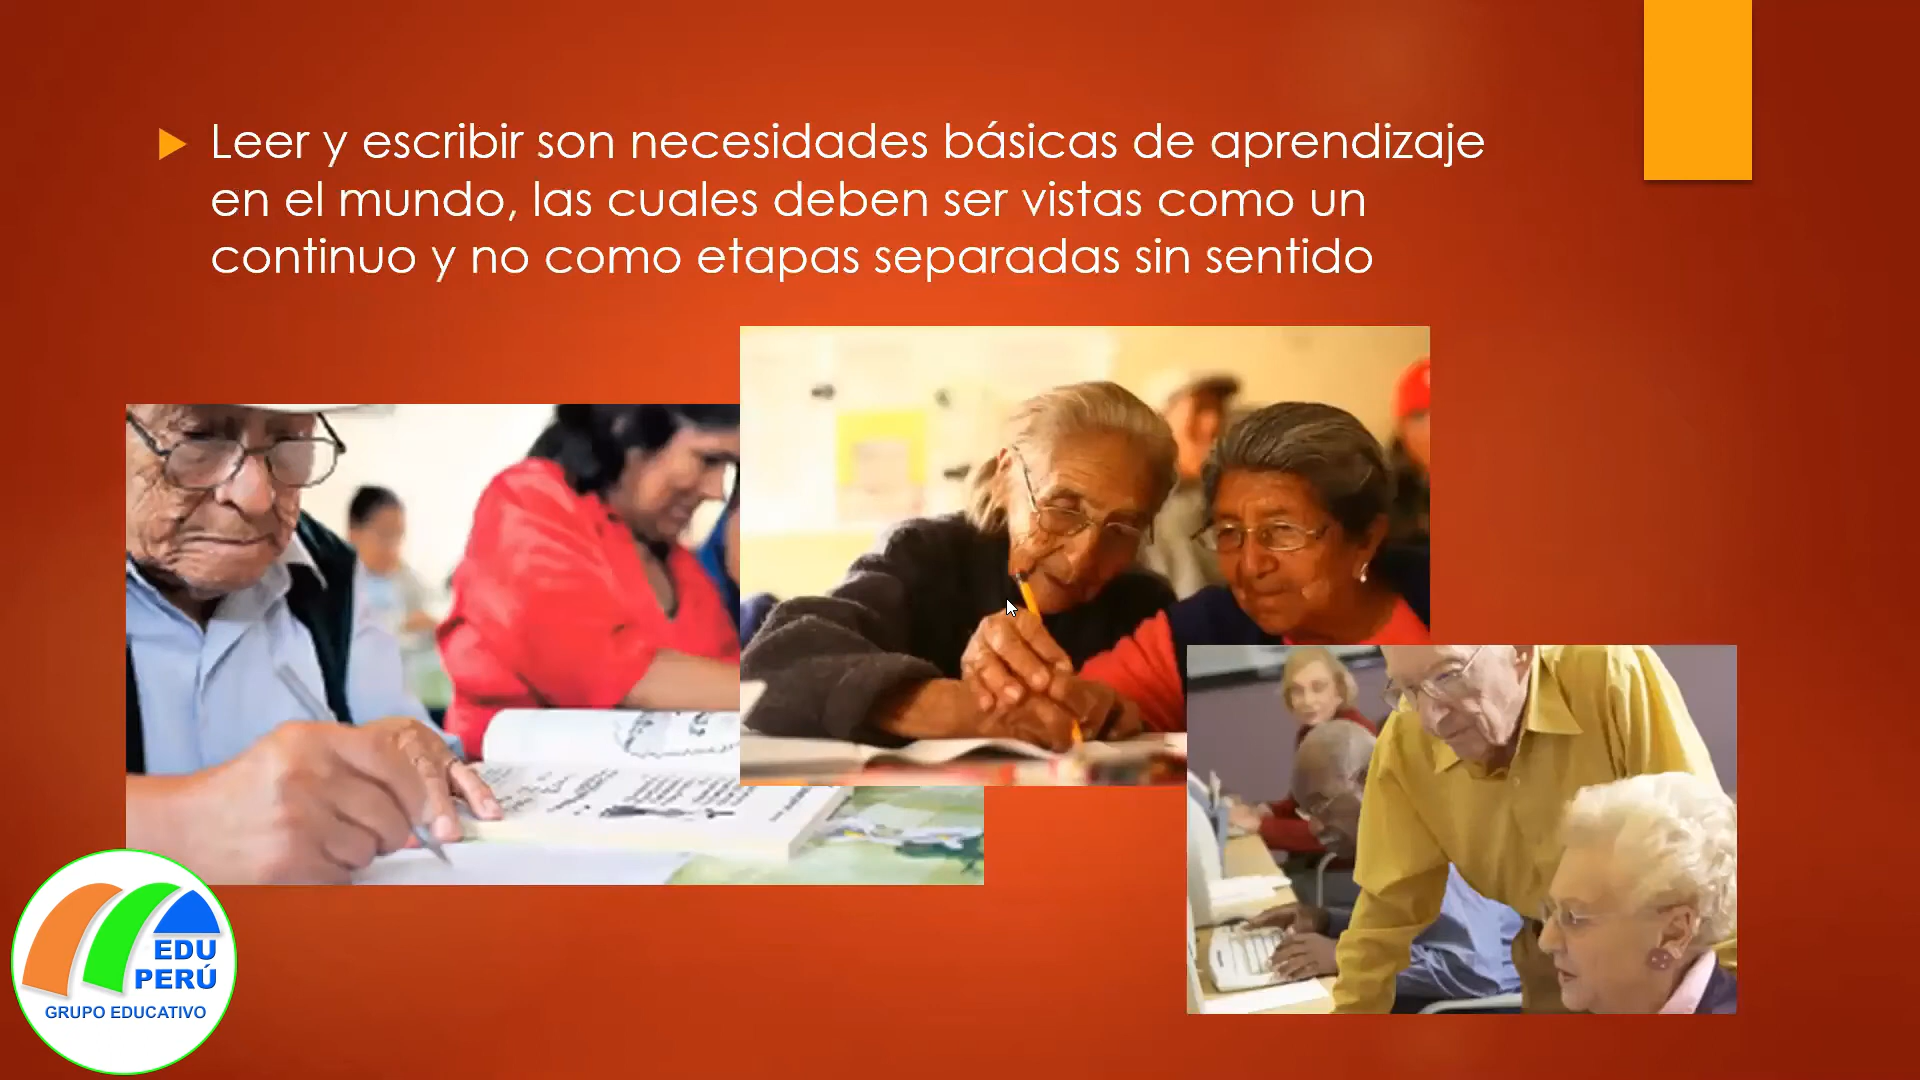 Leer y escribir son necesidades básicas de aprendizaje
en el mundo, las cuales deben ser vistas como un
continuo y no como etapas separadas sin sentido
EDU
PERÚ
GRUPO EDUCATIVO